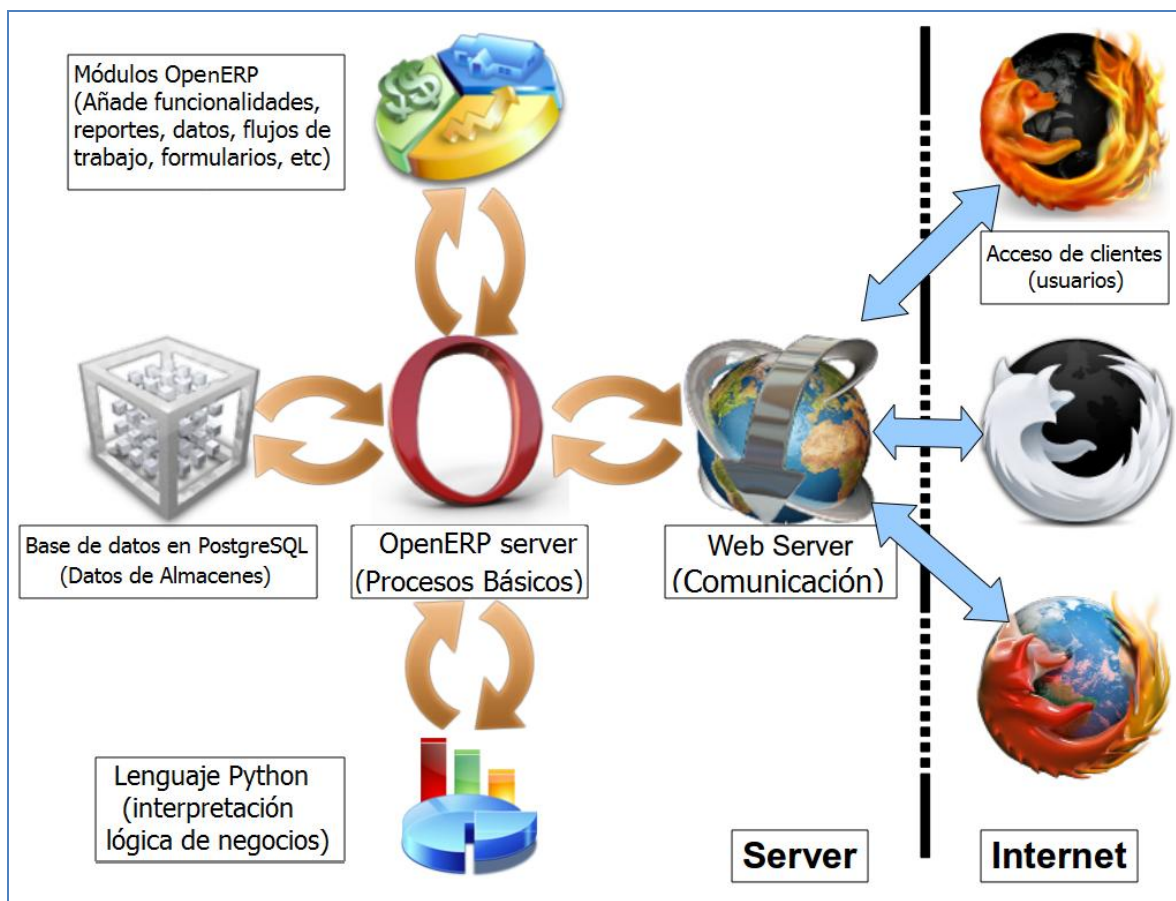 Módulos OpenERP
(Añade funcionalidades,
reportes, datos, flujos de
trabajo, formularios, etc)
Acceso de clientes
(usuarios)
Base de datos en PostgreSQL
(Datos de Almacenes)
OpenERP server
(Procesos Básicos)
Web Server
(Comunicación)
Lenguaje Python
(interpretación
lógica de negocios)
Server
Internet